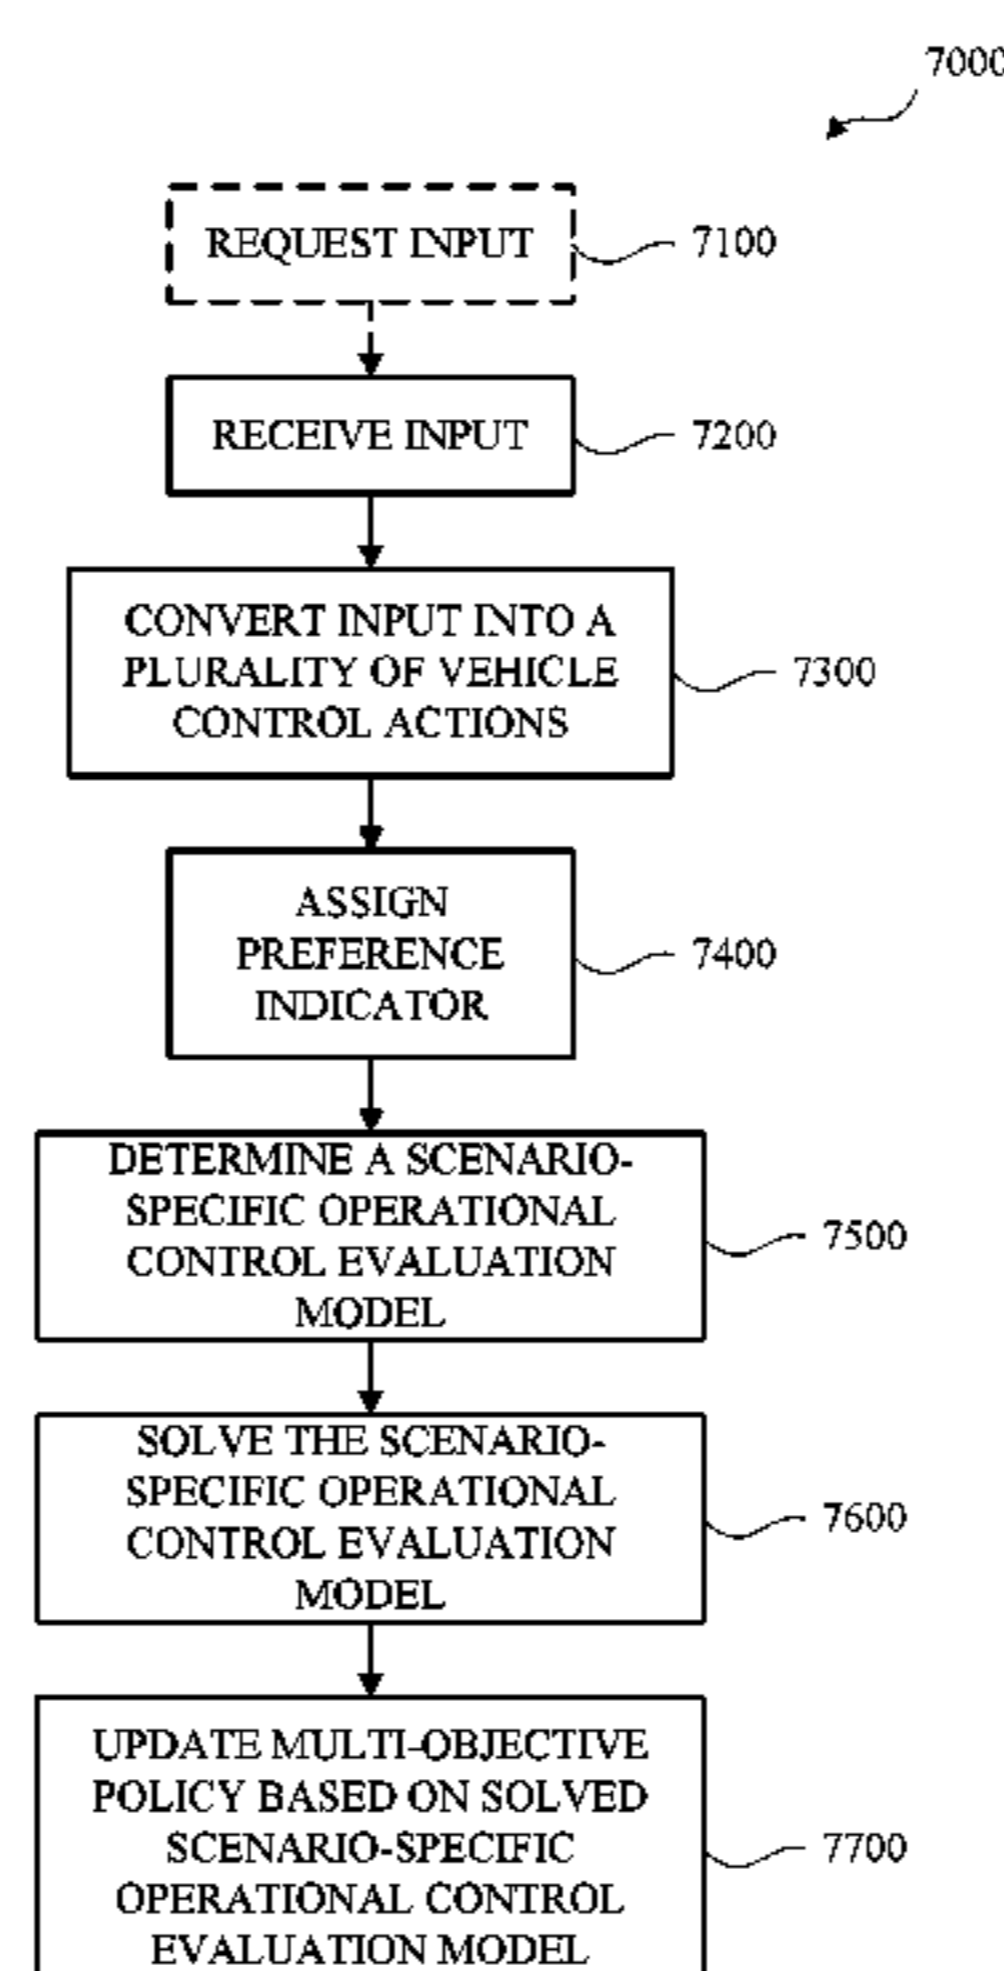 7000
REQUEST INPUT
7100
RECEIVE INPUT
7200
CONVERT INPUT INTO A
PLURALITY OF VEHICLE
CONTROL ACTIONS
7300
ASSIGN
PREFERENCE
INDICATOR
7400
DETERMINE A SCENARIO-
SPECIFIC OPERATIONAL
CONTROL EVALUATION
MODEL
7500
SOLVE THE SCENARIO-
SPECIFIC OPERATIONAL
CONTROL EVALUATION
MODEL
7600
UPDATE MULTI-OBJECTIVE
POLICY BASED ON SOLVED
SCENARIO-SPECIFIC
OPERATIONAL CONTROL
EVALUATION MODEL
7700